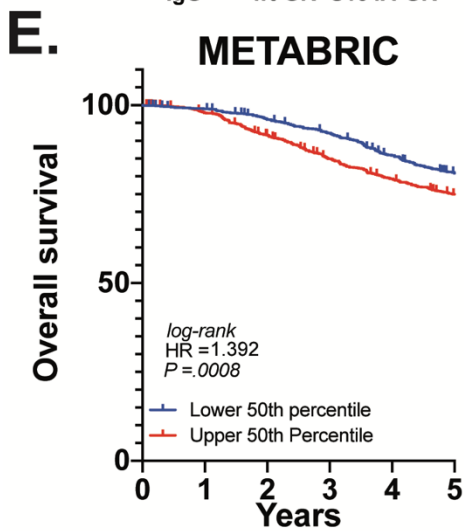 E.
METABRIC
Overall survival
100
50
0
log-rank
HR =1.392
P =.0008
Lower 50th percentile
Upper 50th Percentile
0 1 2 3 4 5
Years